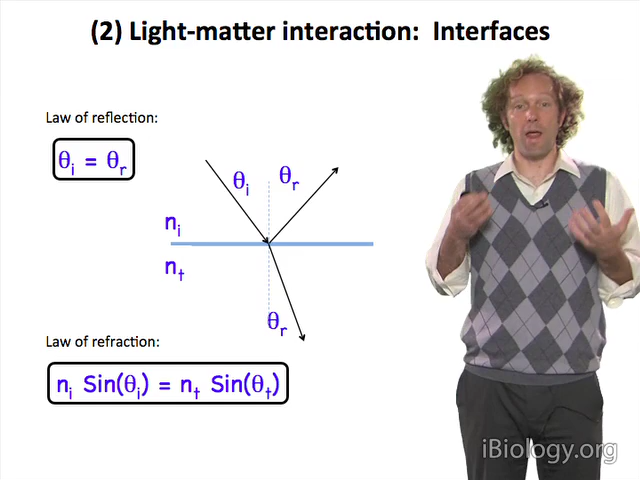 (2) Light-matter interaction: Interfaces
Law of reflection:
θi = θr
θi
θr
ni
nt
θr
Law of refraction:
ni Sin(θi) = nt Sin(θt)
iBiology.org